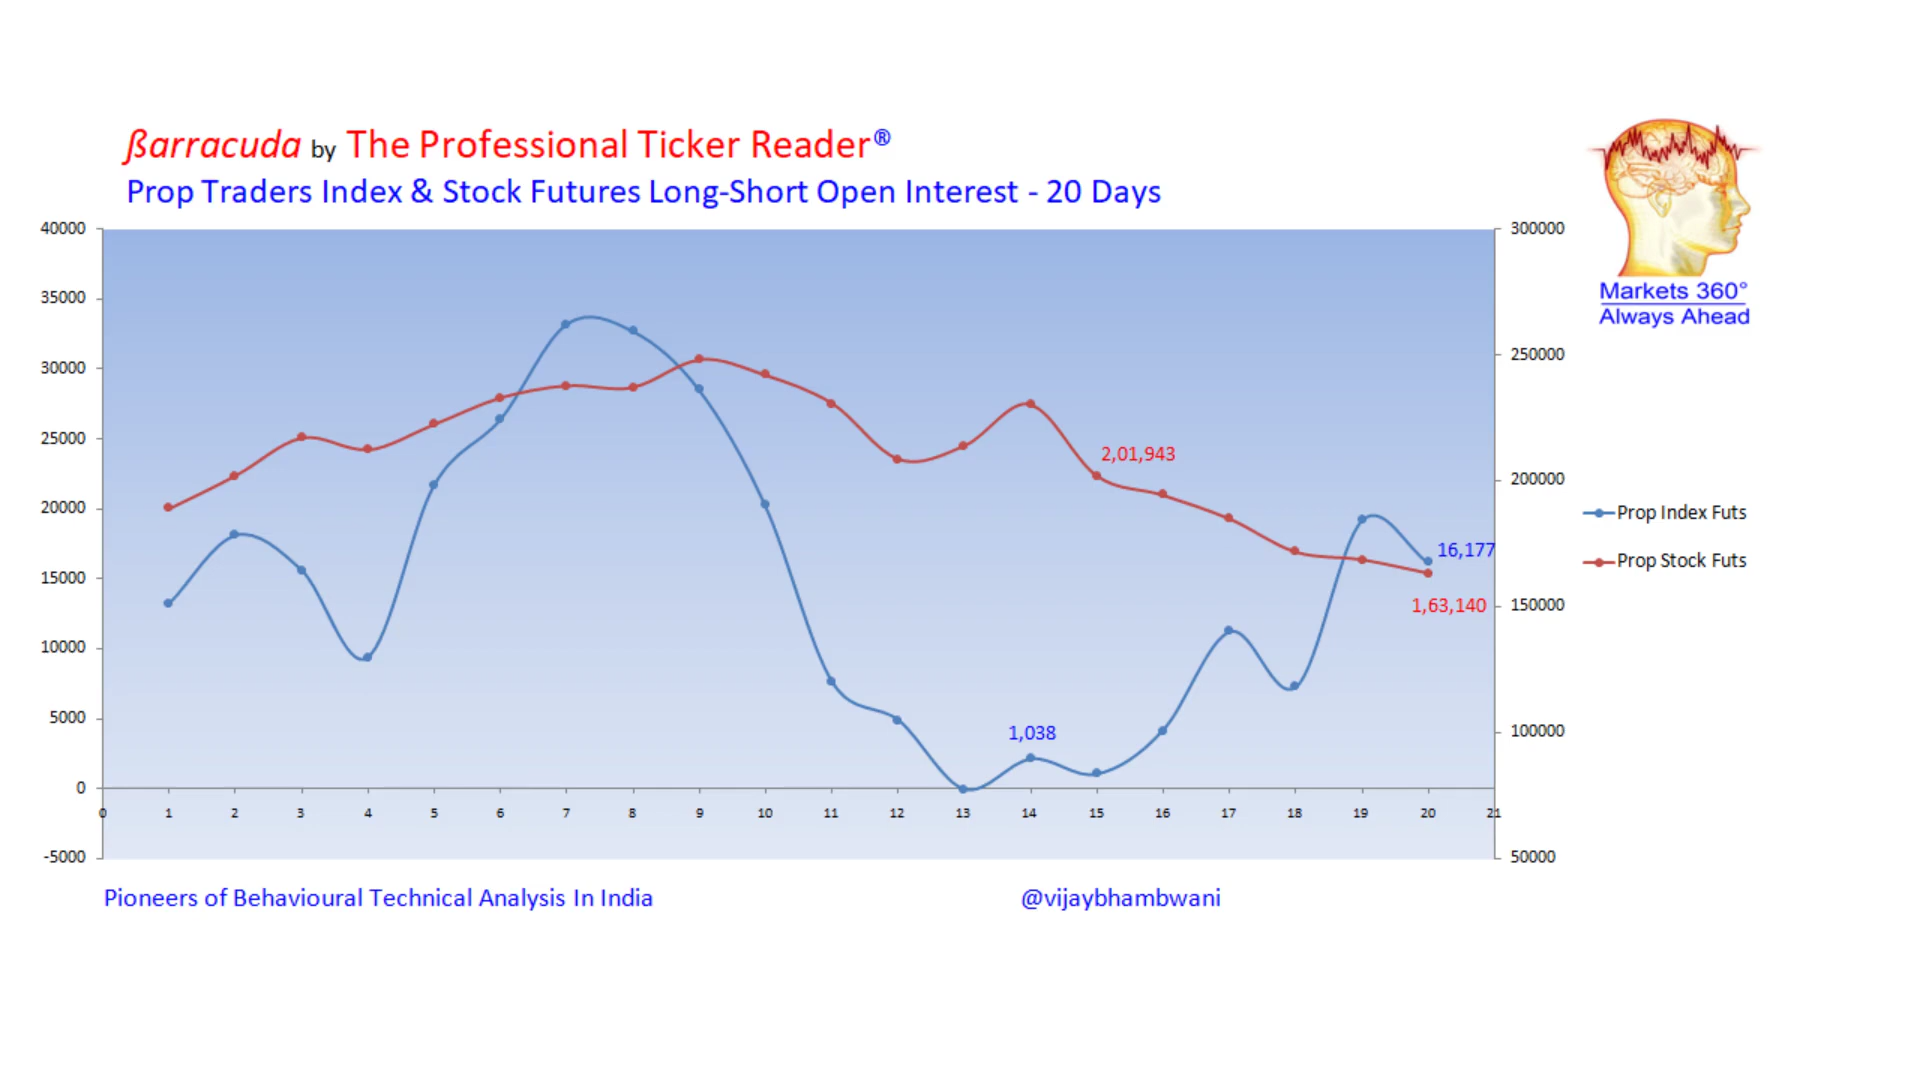 ßarracuda by The Professional Ticker Reader®
Prop Traders Index & Stock Futures Long-Short Open Interest - 20 Days
Markets 360°
Always Ahead
40000
35000
30000
25000
20000
15000
10000
5000
0
-5000
300000
250000
200000
150000
100000
50000
2,01,943
16,177
1,63,140
1,038
Prop Index Futs
Prop Stock Futs
0 1 2 3 4 5 6 7 8 9 10 11 12 13 14 15 16 17 18 19 20 21
Pioneers of Behavioural Technical Analysis In India @vijaybhambwani